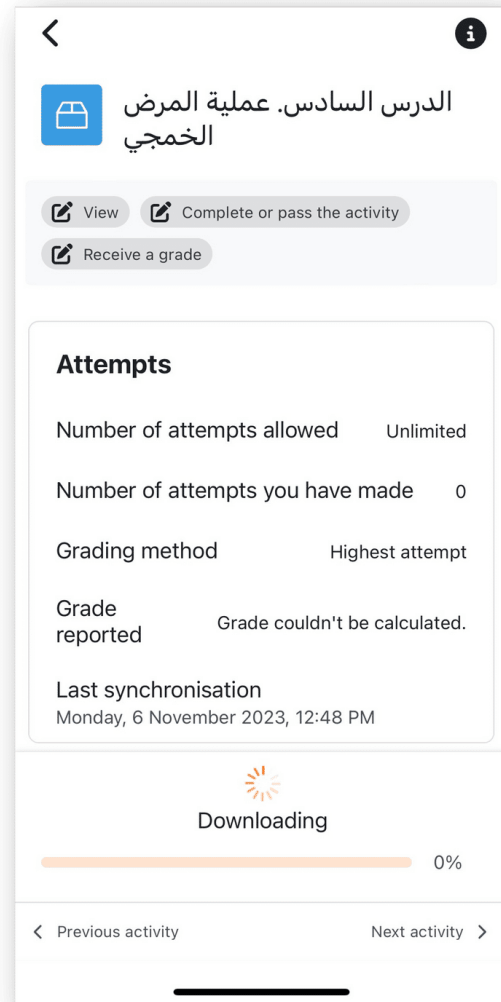 الدرس السادس. عملية المرض
الخمجي
View
Complete or pass the activity
Receive a grade
Attempts
Number of attempts allowed Unlimited
Number of attempts you have made 0
Grading method Highest attempt
Grade
reported Grade couldn't be calculated.
Last synchronisation
Monday, 6 November 2023, 12:48 PM
Downloading
0%
Previous activity Next activity